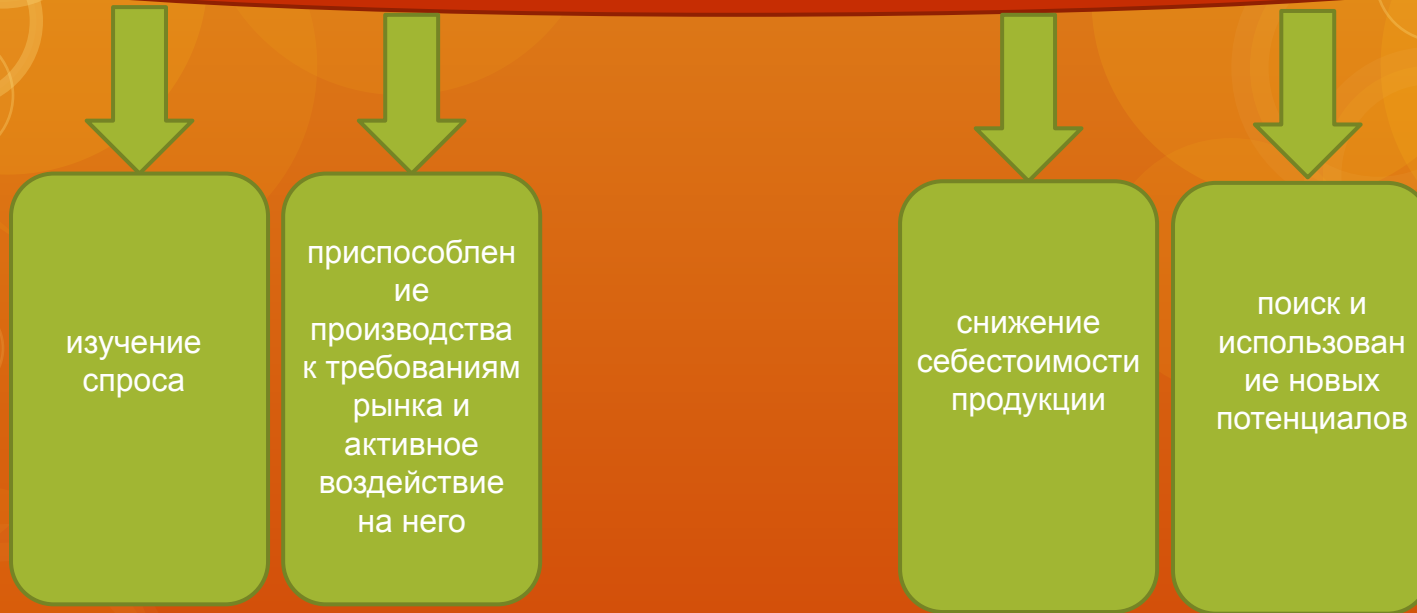 изучение
спроса
приспособлен
ие
производства
к требованиям
рынка и
активное
воздействие
на него
снижение
себестоимости
продукции
поиск и
использован
ие новых
потенциалов